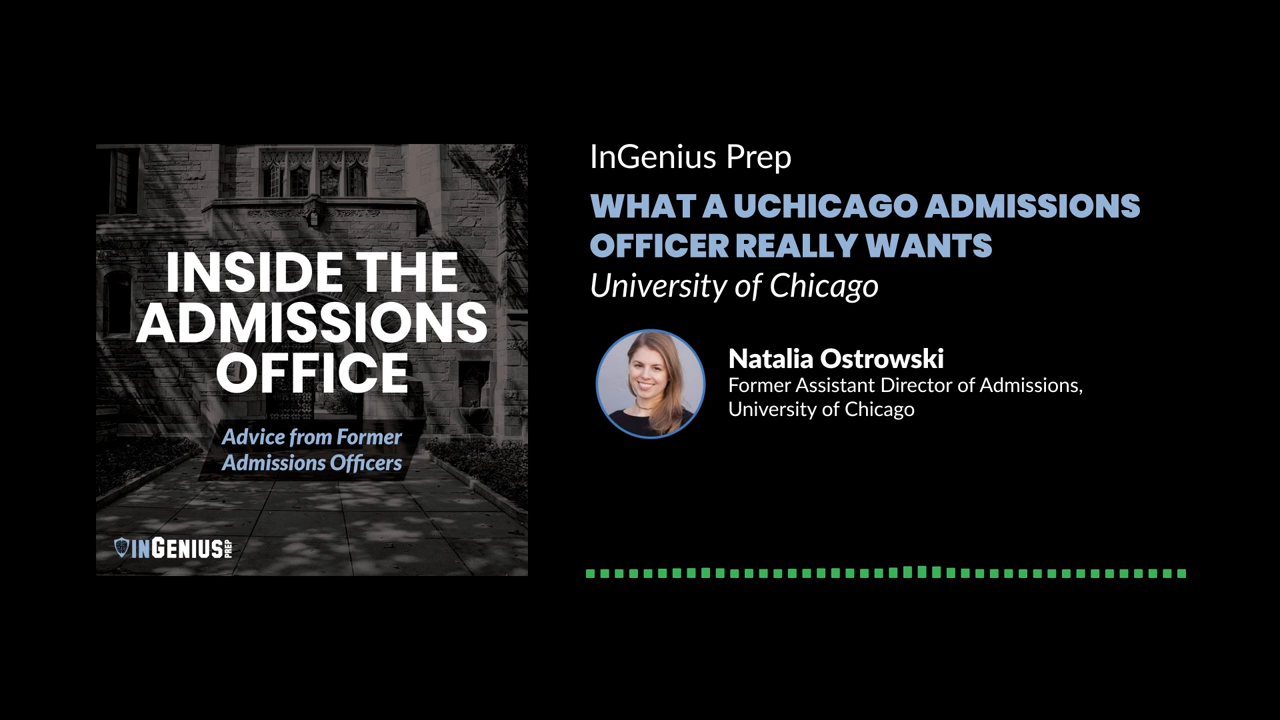 INSIDE THE
ADMISSIONS
OFFICE
Advice from Former
Admissions Officers
INGENIUS PREP
InGenius Prep
WHAT A UCHICAGO ADMISSIONS
OFFICER REALLY WANTS
University of Chicago
Natalia Ostrowski
Former Assistant Director of Admissions,
University of Chicago